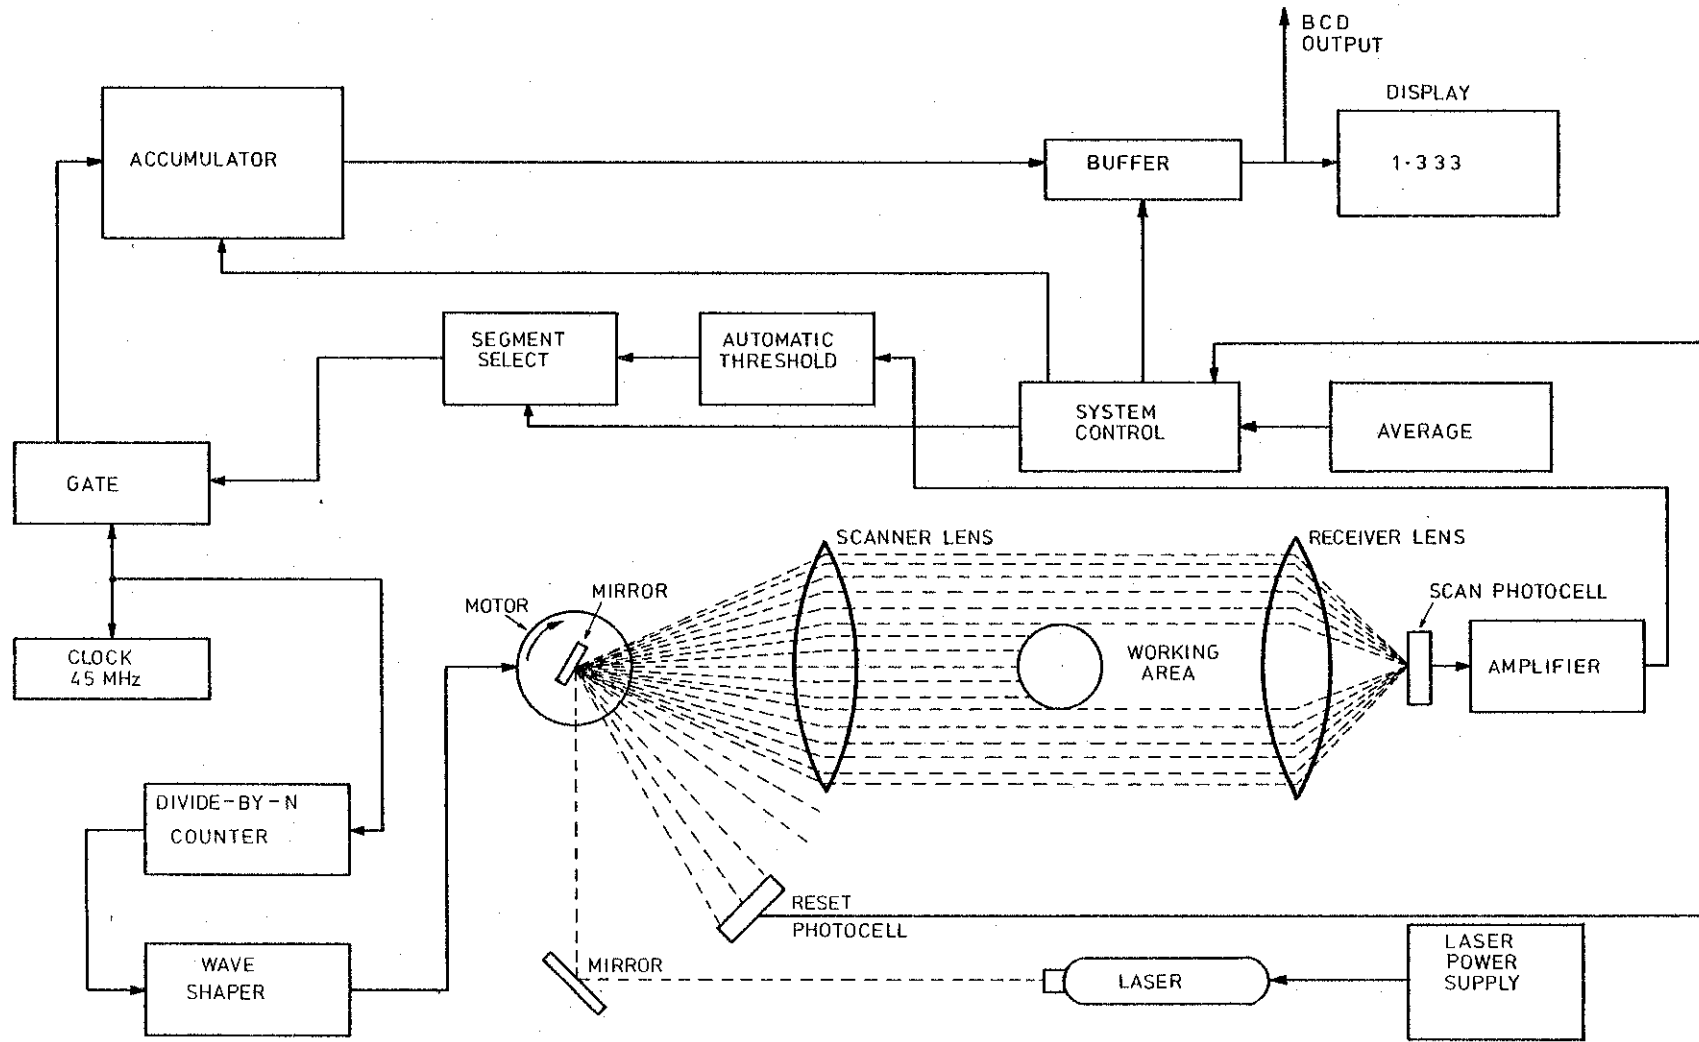 BCD
OUTPUT
DISPLAY
ACCUMULATOR
BUFFER
1·333
SEGMENT
SELECT
AUTOMATIC
THRESHOLD
SYSTEM
CONTROL
AVERAGE
GATE
SCANNER LENS
RECEIVER LENS
MOTOR
MIRROR
SCAN PHOTOCELL
CLOCK
45 MHz
WORKING
AREA
AMPLIFIER
DIVIDE-BY-N
COUNTER
RESET
PHOTOCELL
WAVE
SHAPER
MIRROR
LASER
LASER
POWER
SUPPLY